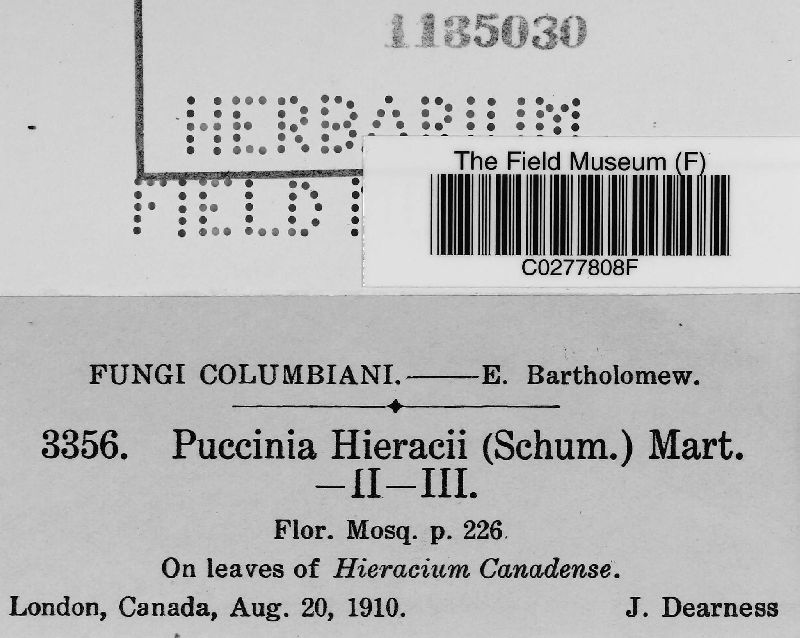 1135030
HERBARIUM
FIELD
The Field Museum (F)
C0277808F
FUNGI COLUMBIANI.——E. Bartholomew.
3356. Puccinia Hieracii (Schum.) Mart.
—II—III.
Flor. Mosq. p. 226.
On leaves of Hieracium Canadense.
London, Canada, Aug. 20, 1910. J. Dearness